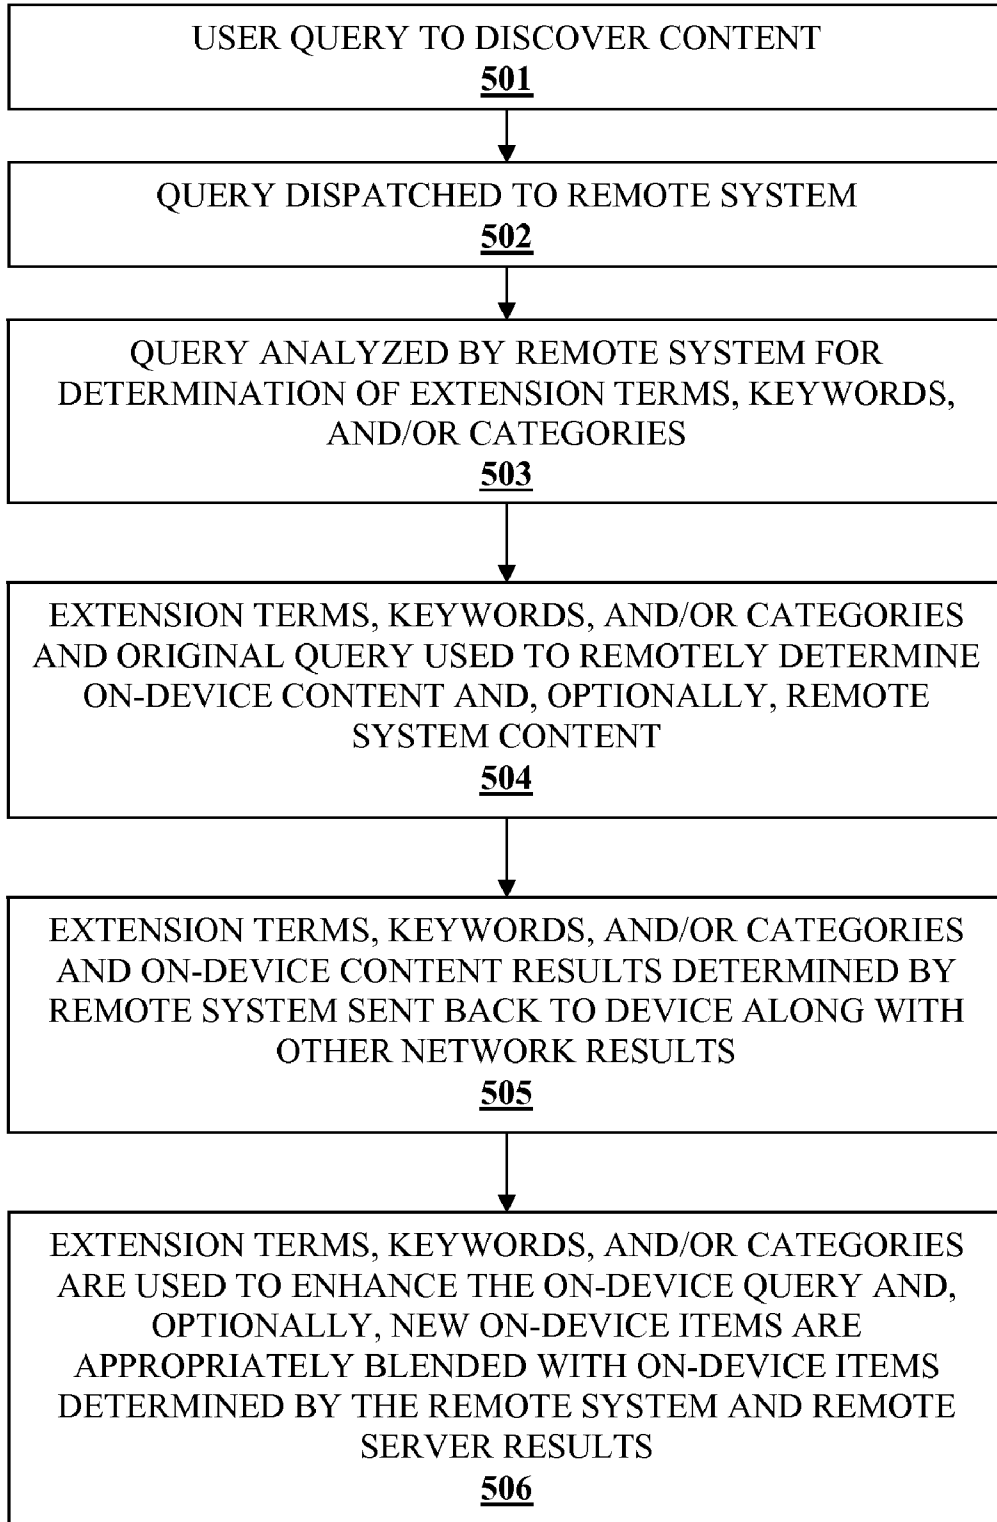 USER QUERY TO DISCOVER CONTENT
501
QUERY DISPATCHED TO REMOTE SYSTEM
502
QUERY ANALYZED BY REMOTE SYSTEM FOR
DETERMINATION OF EXTENSION TERMS, KEYWORDS,
AND/OR CATEGORIES
503
EXTENSION TERMS, KEYWORDS, AND/OR CATEGORIES
AND ORIGINAL QUERY USED TO REMOTELY DETERMINE
ON-DEVICE CONTENT AND, OPTIONALLY, REMOTE
SYSTEM CONTENT
504
EXTENSION TERMS, KEYWORDS, AND/OR CATEGORIES
AND ON-DEVICE CONTENT RESULTS DETERMINED BY
REMOTE SYSTEM SENT BACK TO DEVICE ALONG WITH
OTHER NETWORK RESULTS
505
EXTENSION TERMS, KEYWORDS, AND/OR CATEGORIES
ARE USED TO ENHANCE THE ON-DEVICE QUERY AND,
OPTIONALLY, NEW ON-DEVICE ITEMS ARE
APPROPRIATELY BLENDED WITH ON-DEVICE ITEMS
DETERMINED BY THE REMOTE SYSTEM AND REMOTE
SERVER RESULTS
506